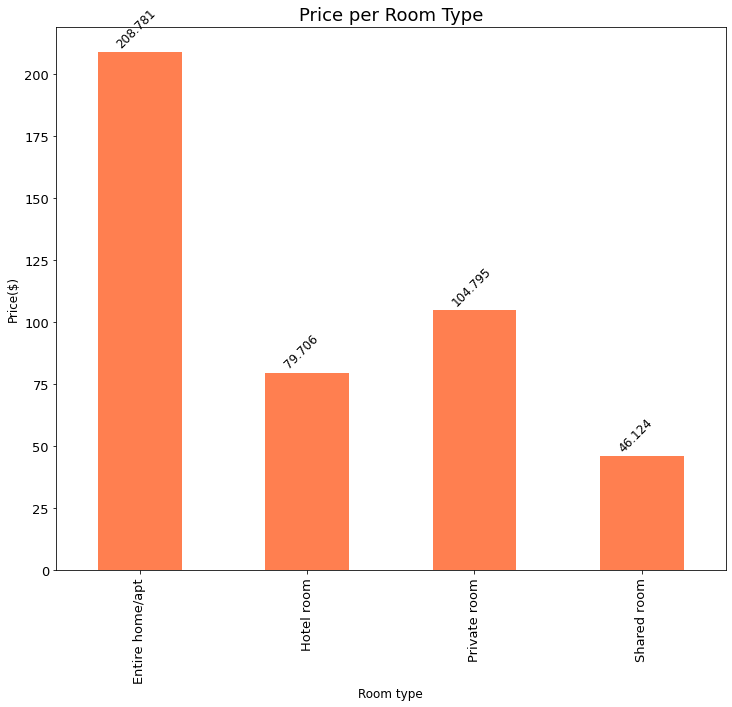 Price per Room Type
208.781
79.706
104.795
46.124
200
175
150
125
100
75
50
25
0
Price($)
Entire home/apt
Hotel room
Private room
Shared room
Room type